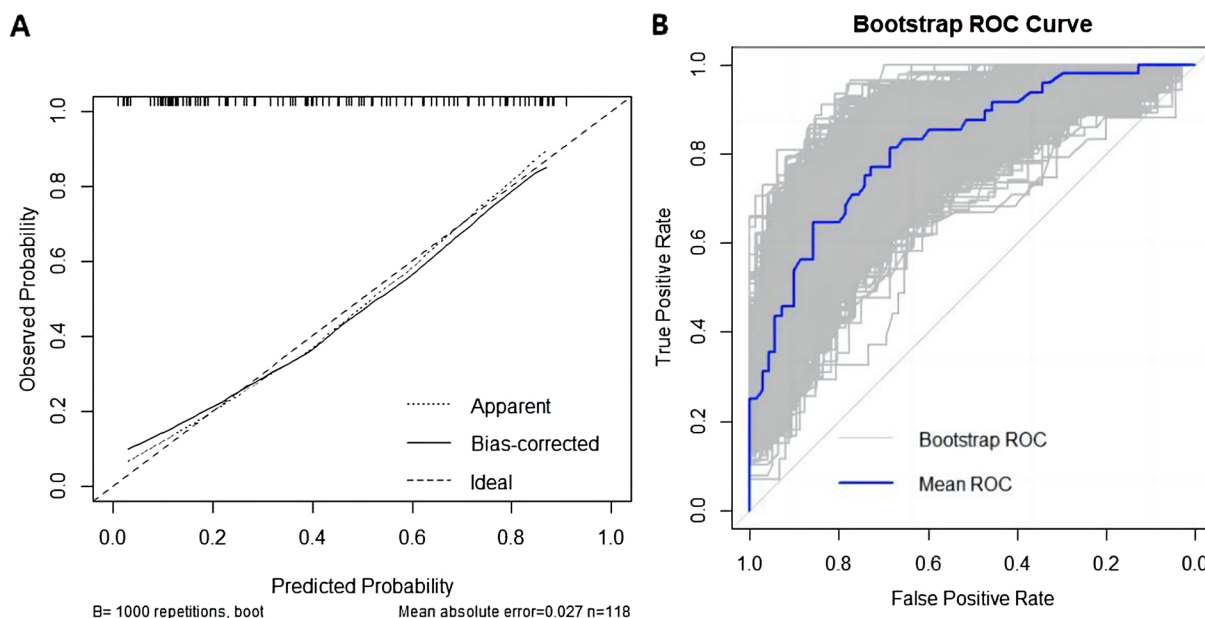 A
Observed Probability
1.0
0.8
0.6
0.4
0.2
0.0
Apparent
Bias-corrected
Ideal
0.0 0.2 0.4 0.6 0.8 1.0
Predicted Probability
B= 1000 repetitions, boot Mean absolute error=0.027 n=118
B
Bootstrap ROC Curve
True Positive Rate
1.0
0.8
0.6
0.4
0.2
0.0
Bootstrap ROC
Mean ROC
1.0 0.8 0.6 0.4 0.2 0.0
False Positive Rate